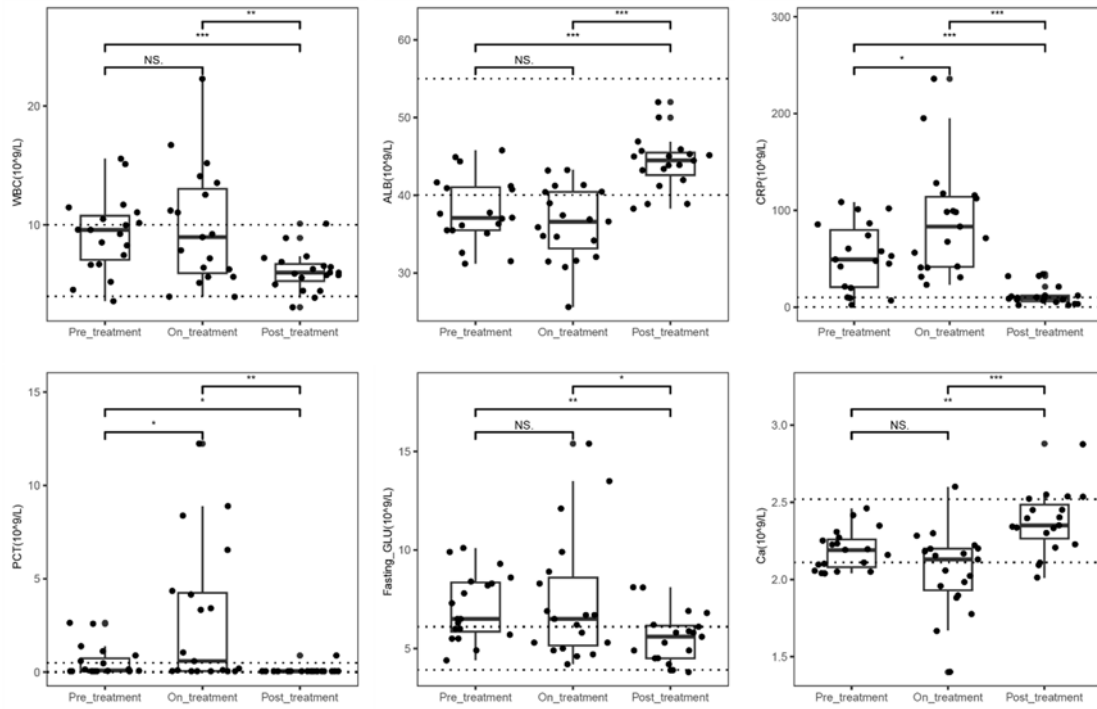 WBC(10^9/L)
20
10
0
**
***
NS.
Pre_treatment On_treatment Post_treatment
ALB(10^9/L)
60
50
40
30
***
***
NS.
Pre_treatment On_treatment Post_treatment
CRP(10^9/L)
300
200
100
0
***
***
*
Pre_treatment On_treatment Post_treatment
PCT(10^9/L)
15
10
5
0
**
*
*
Pre_treatment On_treatment Post_treatment
Fasting_GLU(10^9/L)
15
10
5
*
**
NS.
Pre_treatment On_treatment Post_treatment
Ca(10^9/L)
3.0
2.5
2.0
1.5
***
**
NS.
Pre_treatment On_treatment Post_treatment